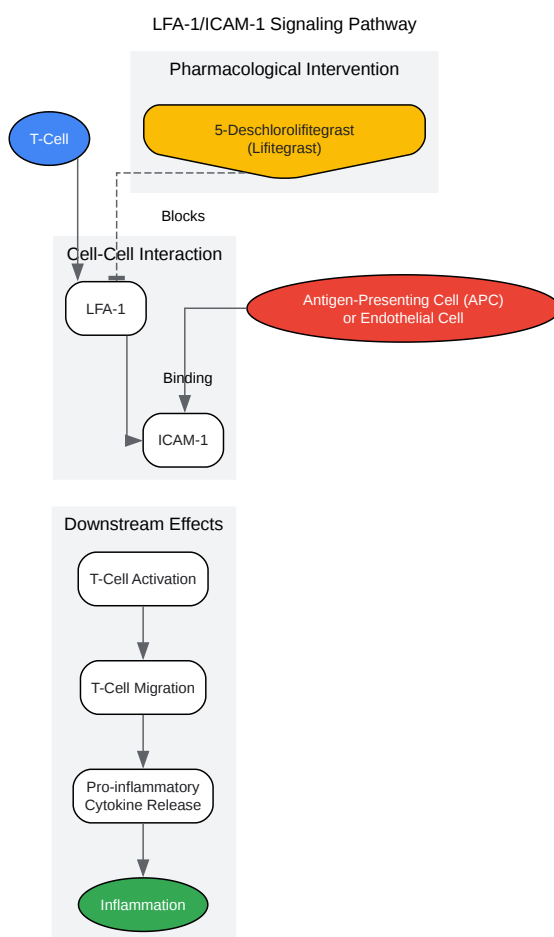 LFA-1/ICAM-1 Signaling Pathway
Pharmacological Intervention
5-Deschlorolifitegrast
(Lifitegrast)
T-Cell
Blocks
Cell-Cell Interaction
LFA-1
Antigen-Presenting Cell (APC)
or Endothelial Cell
Binding
ICAM-1
Downstream Effects
T-Cell Activation
T-Cell Migration
Pro-inflammatory
Cytokine Release
Inflammation